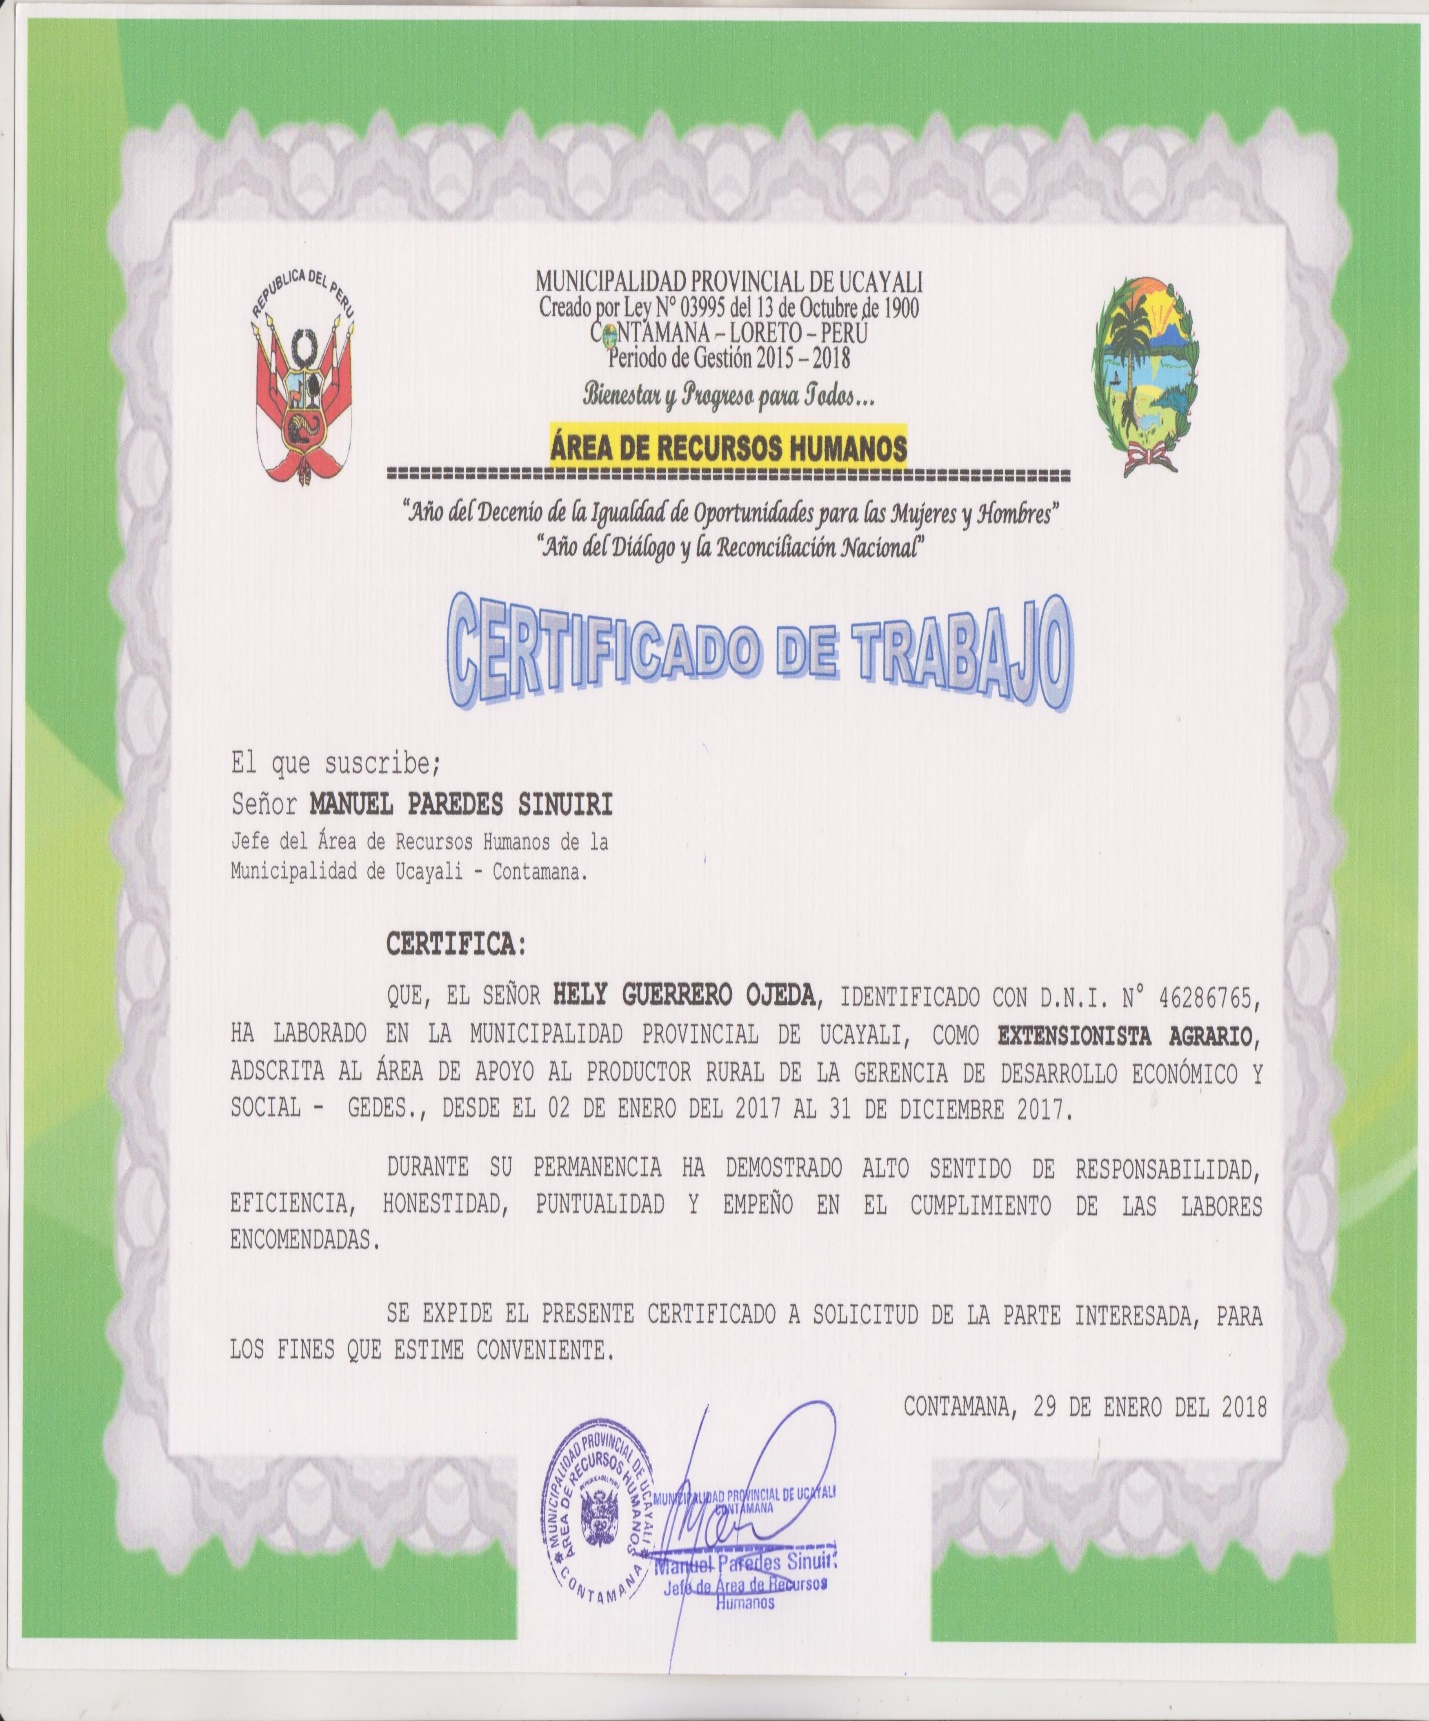 REPUBLICA DEL PERU
MUNICIPALIDAD PROVINCIAL DE UCAYALI
Creado por Ley N° 03995 del 13 de Octubre de 1900
CONTAMANA – LORETO – PERÚ
Periodo de Gestión 2015 – 2018
Bienestar y Progreso para Todos...
ÁREA DE RECURSOS HUMANOS
“Año del Decenio de la Igualdad de Oportunidades para las Mujeres y Hombres”
“Año del Diálogo y la Reconciliación Nacional”
CERTIFICADO DE TRABAJO
El que suscribe;
Señor MANUEL PAREDES SINUIRI
Jefe del Área de Recursos Humanos de la
Municipalidad de Ucayali – Contamana.
CERTIFICA:
QUE, EL SEÑOR HELY GUERRERO OJEDA, IDENTIFICADO CON D.N.I. N° 46286765,
HA LABORADO EN LA MUNICIPALIDAD PROVINCIAL DE UCAYALI, COMO EXTENSIONISTA AGRARIO,
ADSCRITA AL ÁREA DE APOYO AL PRODUCTOR RURAL DE LA GERENCIA DE DESARROLLO ECONÓMICO Y
SOCIAL – GEDES., DESDE EL 02 DE ENERO DEL 2017 AL 31 DE DICIEMBRE 2017.
DURANTE SU PERMANENCIA HA DEMOSTRADO ALTO SENTIDO DE RESPONSABILIDAD,
EFICIENCIA, HONESTIDAD, PUNTUALIDAD Y EMPEÑO EN EL CUMPLIMIENTO DE LAS LABORES
ENCOMENDADAS.
SE EXPIDE EL PRESENTE CERTIFICADO A SOLICITUD DE LA PARTE INTERESADA, PARA
LOS FINES QUE ESTIME CONVENIENTE.
CONTAMANA, 29 DE ENERO DEL 2018
MUNICIPALIDAD PROVINCIAL DE UCAYALI
ÁREA DE RECURSOS HUMANOS
CONTAMANA
MUNICIPALIDAD PROVINCIAL DE UCAYALI
CONTAMANA
Manuel Paredes Sinuiri
Jefe de Área de Recursos
Humanos